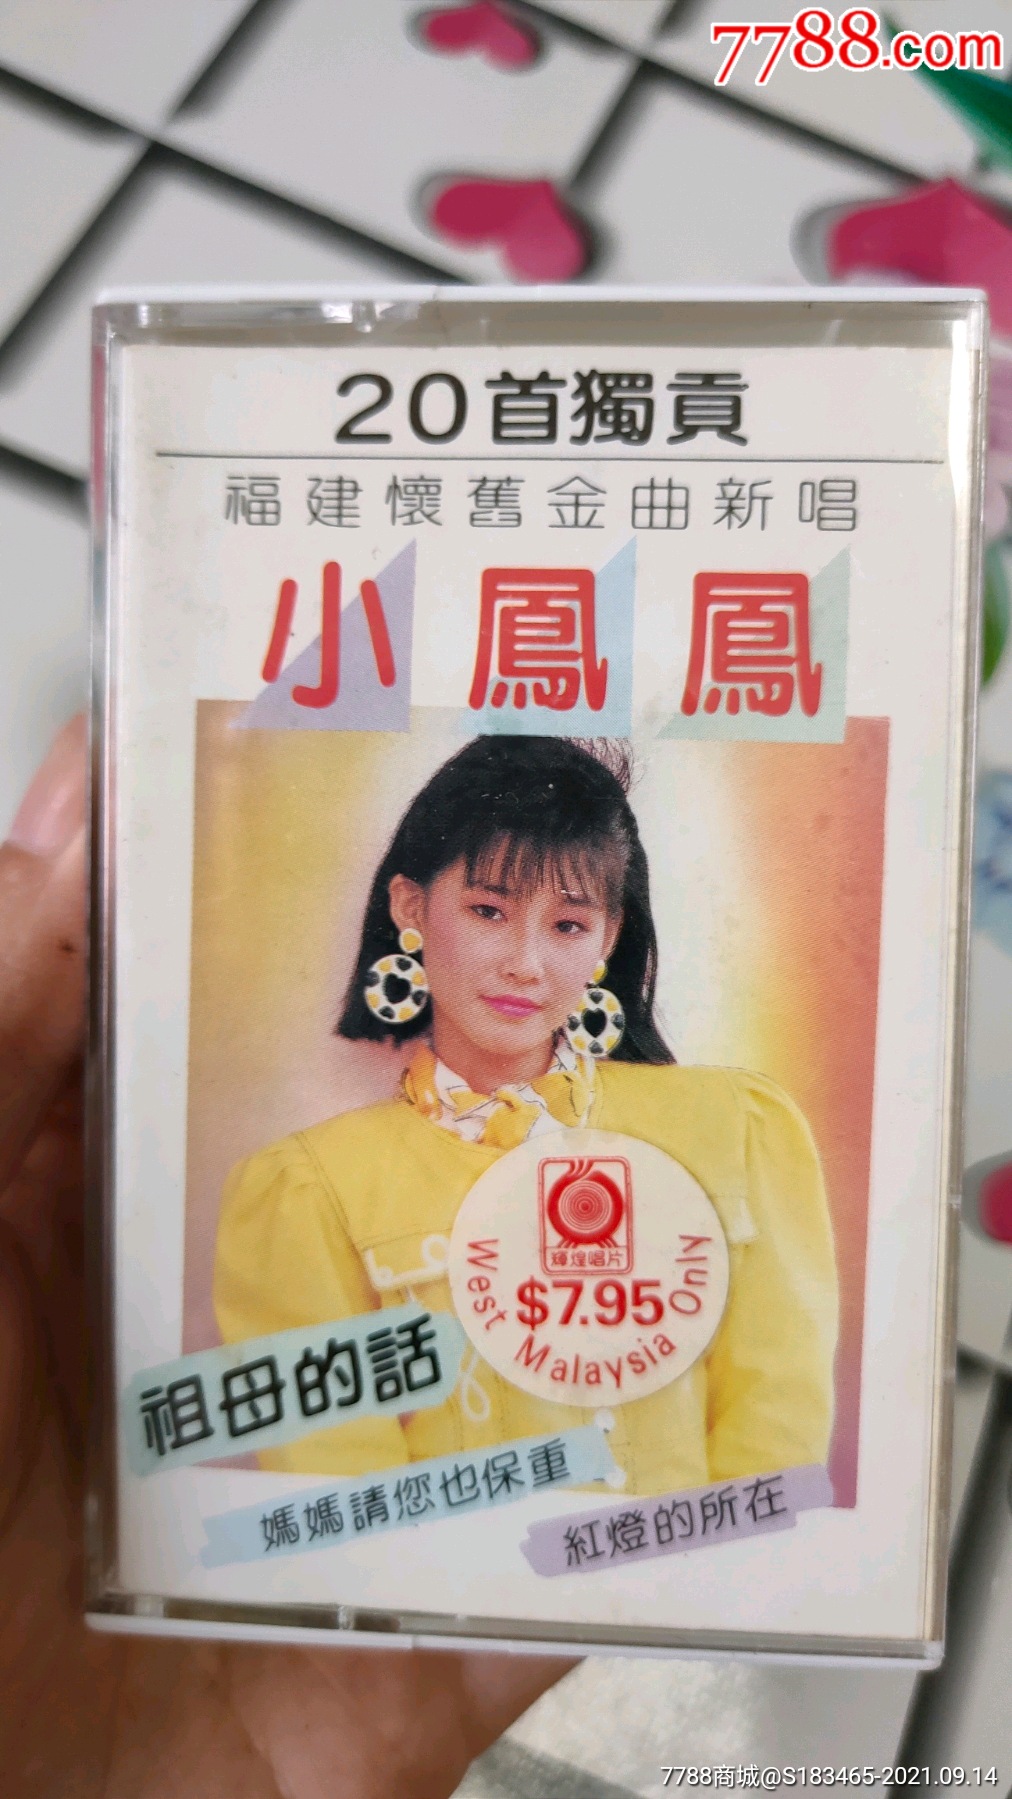 7788.com
20首獨貢
福建懷舊金曲新唱
小鳳鳳
輝煌唱片
$7.95
West Malaysia Only
祖母的話
媽媽請您也保重
紅燈的所在
7788商城@S183465-2021.09.14